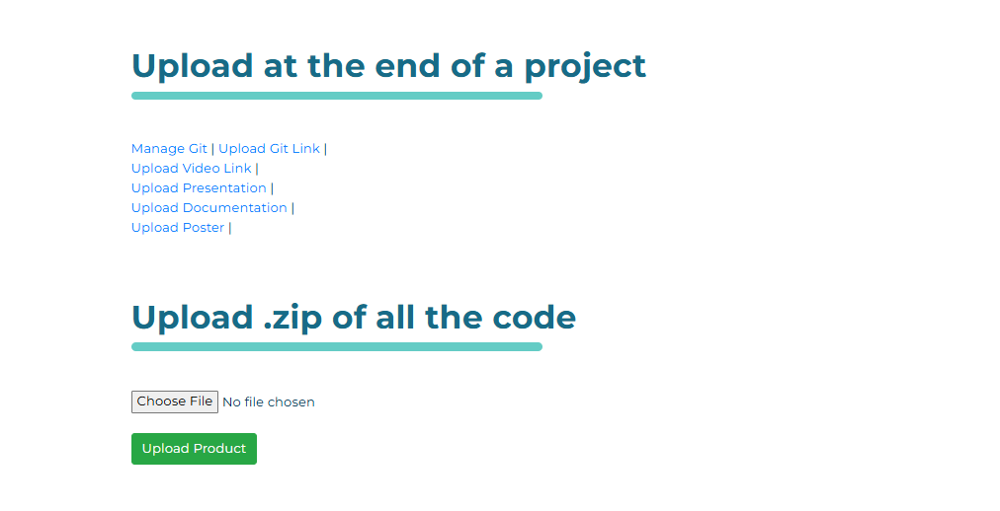 Upload at the end of a project
Manage Git | Upload Git Link |
Upload Video Link |
Upload Presentation |
Upload Documentation |
Upload Poster |
Upload .zip of all the code
Choose File No file chosen
Upload Product